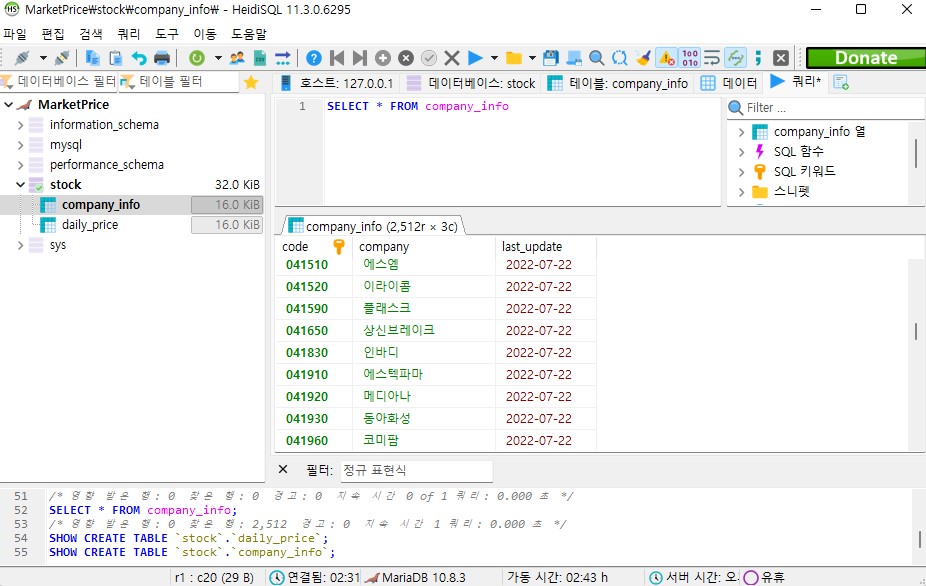 MarketPrice₩stock₩company_info₩ - HeidiSQL 11.3.0.6295
파일 편집 검색 쿼리 도구 이동 도움말
Donate
데이터베이스 필터 테이블 필터
호스트: 127.0.0.1 데이터베이스: stock 테이블: company_info 데이터 쿼리*
MarketPrice
information_schema
mysql
performance_schema
stock 32.0 KiB
company_info 16.0 KiB
daily_price 16.0 KiB
sys
1 SELECT * FROM company_info
Filter ...
company_info 열
SQL 함수
SQL 키워드
스니펫
company_info (2,512r × 3c)
code company last_update
041510 에스엠 2022-07-22
041520 이라이콤 2022-07-22
041590 플래스크 2022-07-22
041650 상신브레이크 2022-07-22
041830 인바디 2022-07-22
041910 에스텍파마 2022-07-22
041920 메디아나 2022-07-22
041930 동아화성 2022-07-22
041960 코미팜 2022-07-22
필터: 정규 표현식
51 /* 영향 받은 행: 0 찾은 행: 0 경고: 0 지속 시간 0 of 1 쿼리: 0.000 초 */
52 SELECT * FROM company_info;
53 /* 영향 받은 행: 0 찾은 행: 2,512 경고: 0 지속 시간 1 쿼리: 0.000 초 */
54 SHOW CREATE TABLE `stock`.`daily_price`;
55 SHOW CREATE TABLE `stock`.`company_info`;
r1 : c20 (29 B) 연결됨: 02:31 MariaDB 10.8.3 가동 시간: 02:43 h 서버 시간: 오 유휴